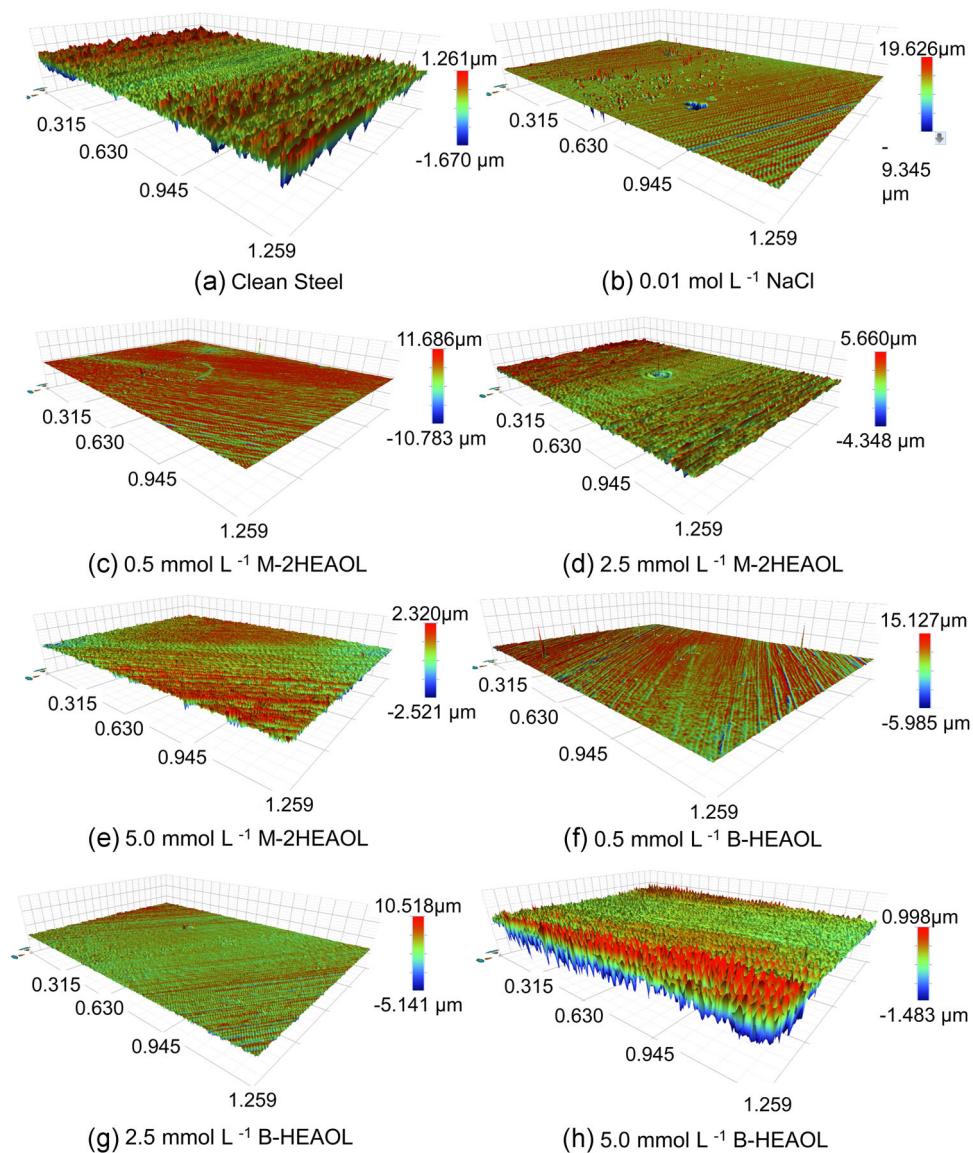 1.261µm
-1.670 µm
0.315
0.630
0.945
1.259
(a) Clean Steel
19.626µm
-
9.345
µm
0.315
0.630
0.945
1.259
(b) 0.01 mol L ⁻¹ NaCl
11.686µm
-10.783 µm
0.315
0.630
0.945
1.259
(c) 0.5 mmol L ⁻¹ M-2HEAOL
5.660µm
-4.348 µm
0.315
0.630
0.945
1.259
(d) 2.5 mmol L ⁻¹ M-2HEAOL
2.320µm
-2.521 µm
0.315
0.630
0.945
1.259
(e) 5.0 mmol L ⁻¹ M-2HEAOL
15.127µm
-5.985 µm
0.315
0.630
0.945
1.259
(f) 0.5 mmol L ⁻¹ B-HEAOL
10.518µm
-5.141 µm
0.315
0.630
0.945
1.259
(g) 2.5 mmol L ⁻¹ B-HEAOL
0.998µm
-1.483 µm
0.315
0.630
0.945
1.259
(h) 5.0 mmol L ⁻¹ B-HEAOL